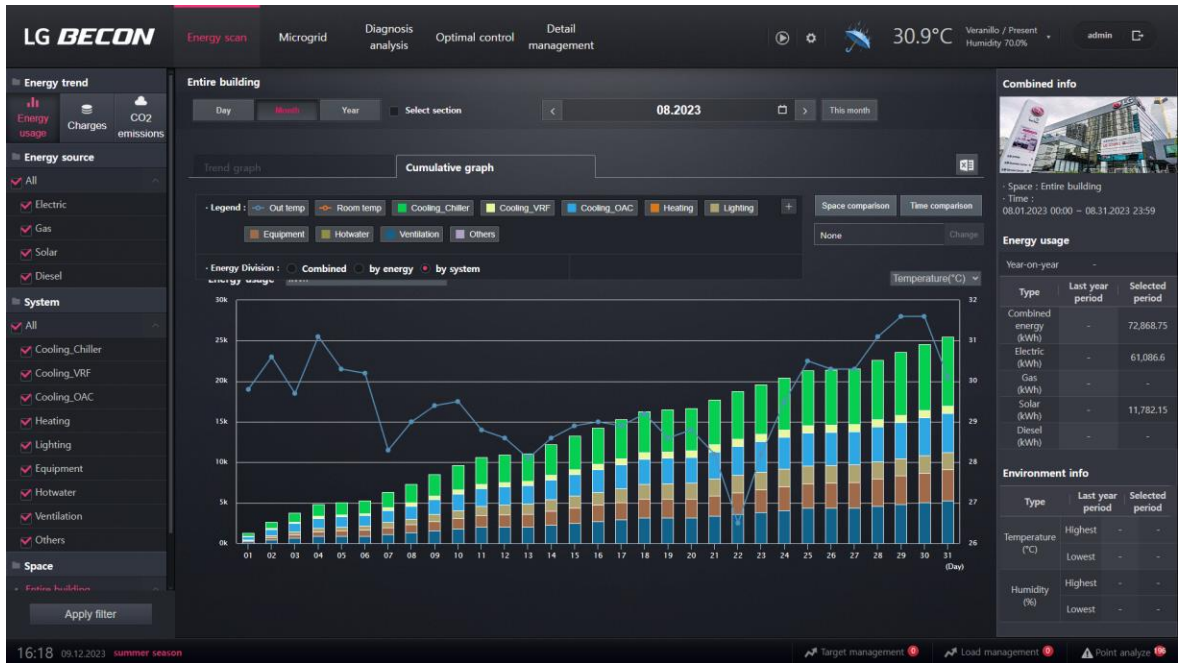 LG BECON
Energy scan
Microgrid
Diagnosis
analysis
Optimal control
Detail
management
30.9°C
Veranillo / Present
Humidity 70.0%
admin
Energy trend
Energy
usage
Charges
CO2
emissions
Energy source
All
Electric
Gas
Solar
Diesel
System
All
Cooling_Chiller
Cooling_VRF
Cooling_OAC
Heating
Lighting
Equipment
Hotwater
Ventilation
Others
Space
Entire building
Apply filter
Entire building
Day
Month
Year
Select section
<
08.2023
>
This month
Trend graph
Cumulative graph
- Legend :
Out temp
Room temp
Cooling_Chiller
Cooling_VRF
Cooling_OAC
Heating
Lighting
+
Equipment
Hotwater
Ventilation
Others
Space comparison
Time comparison
None
Change
- Energy Division :
Combined
by energy
by system
Energy usage
Temperature(°C)
30k
25k
20k
15k
10k
5k
0k
32
31
30
29
28
27
26
01 02 03 04 05 06 07 08 09 10 11 12 13 14 15 16 17 18 19 20 21 22 23 24 25 26 27 28 29 30 31
(Day)
Combined info
- Space : Entire building
- Time :
08.01.2023 00:00 ~ 08.31.2023 23:59
Energy usage
Year-on-year -
Type Last year period Selected period
Combined energy (kWh) - 72,868.75
Electric (kWh) - 61,086.6
Gas (kWh) - -
Solar (kWh) - 11,782.15
Diesel (kWh) - -
Environment info
Type Last year period Selected period
Temperature (°C) Highest - -
Lowest - -
Humidity (%) Highest - -
Lowest - -
16:18 09.12.2023 summer season
Target management 0
Load management 0
Point analyze 196